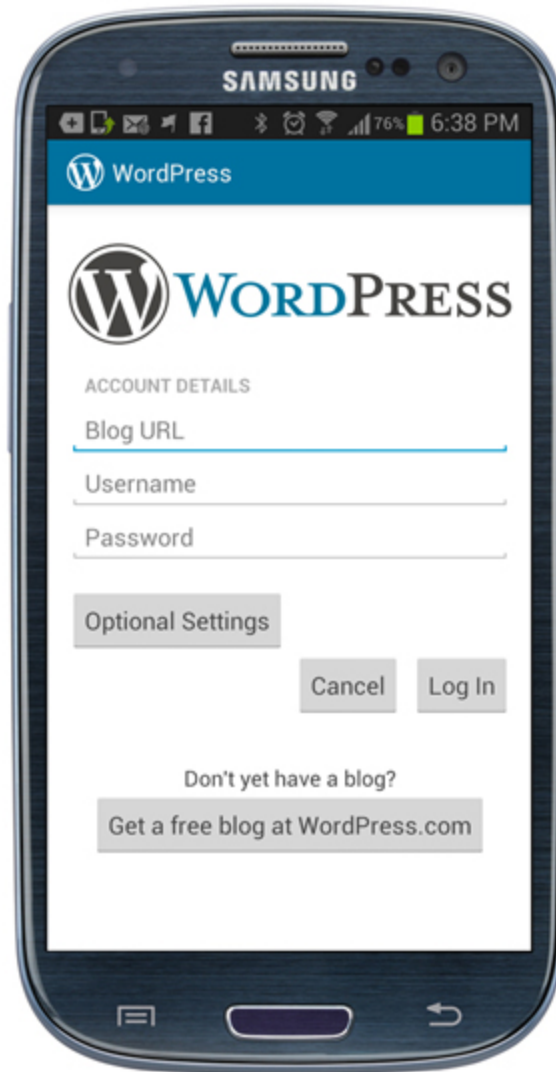 SAMSUNG
76% 6:38 PM
WordPress
WORDPRESS
ACCOUNT DETAILS
Blog URL
Username
Password
Optional Settings
Cancel Log In
Don't yet have a blog?
Get a free blog at WordPress.com